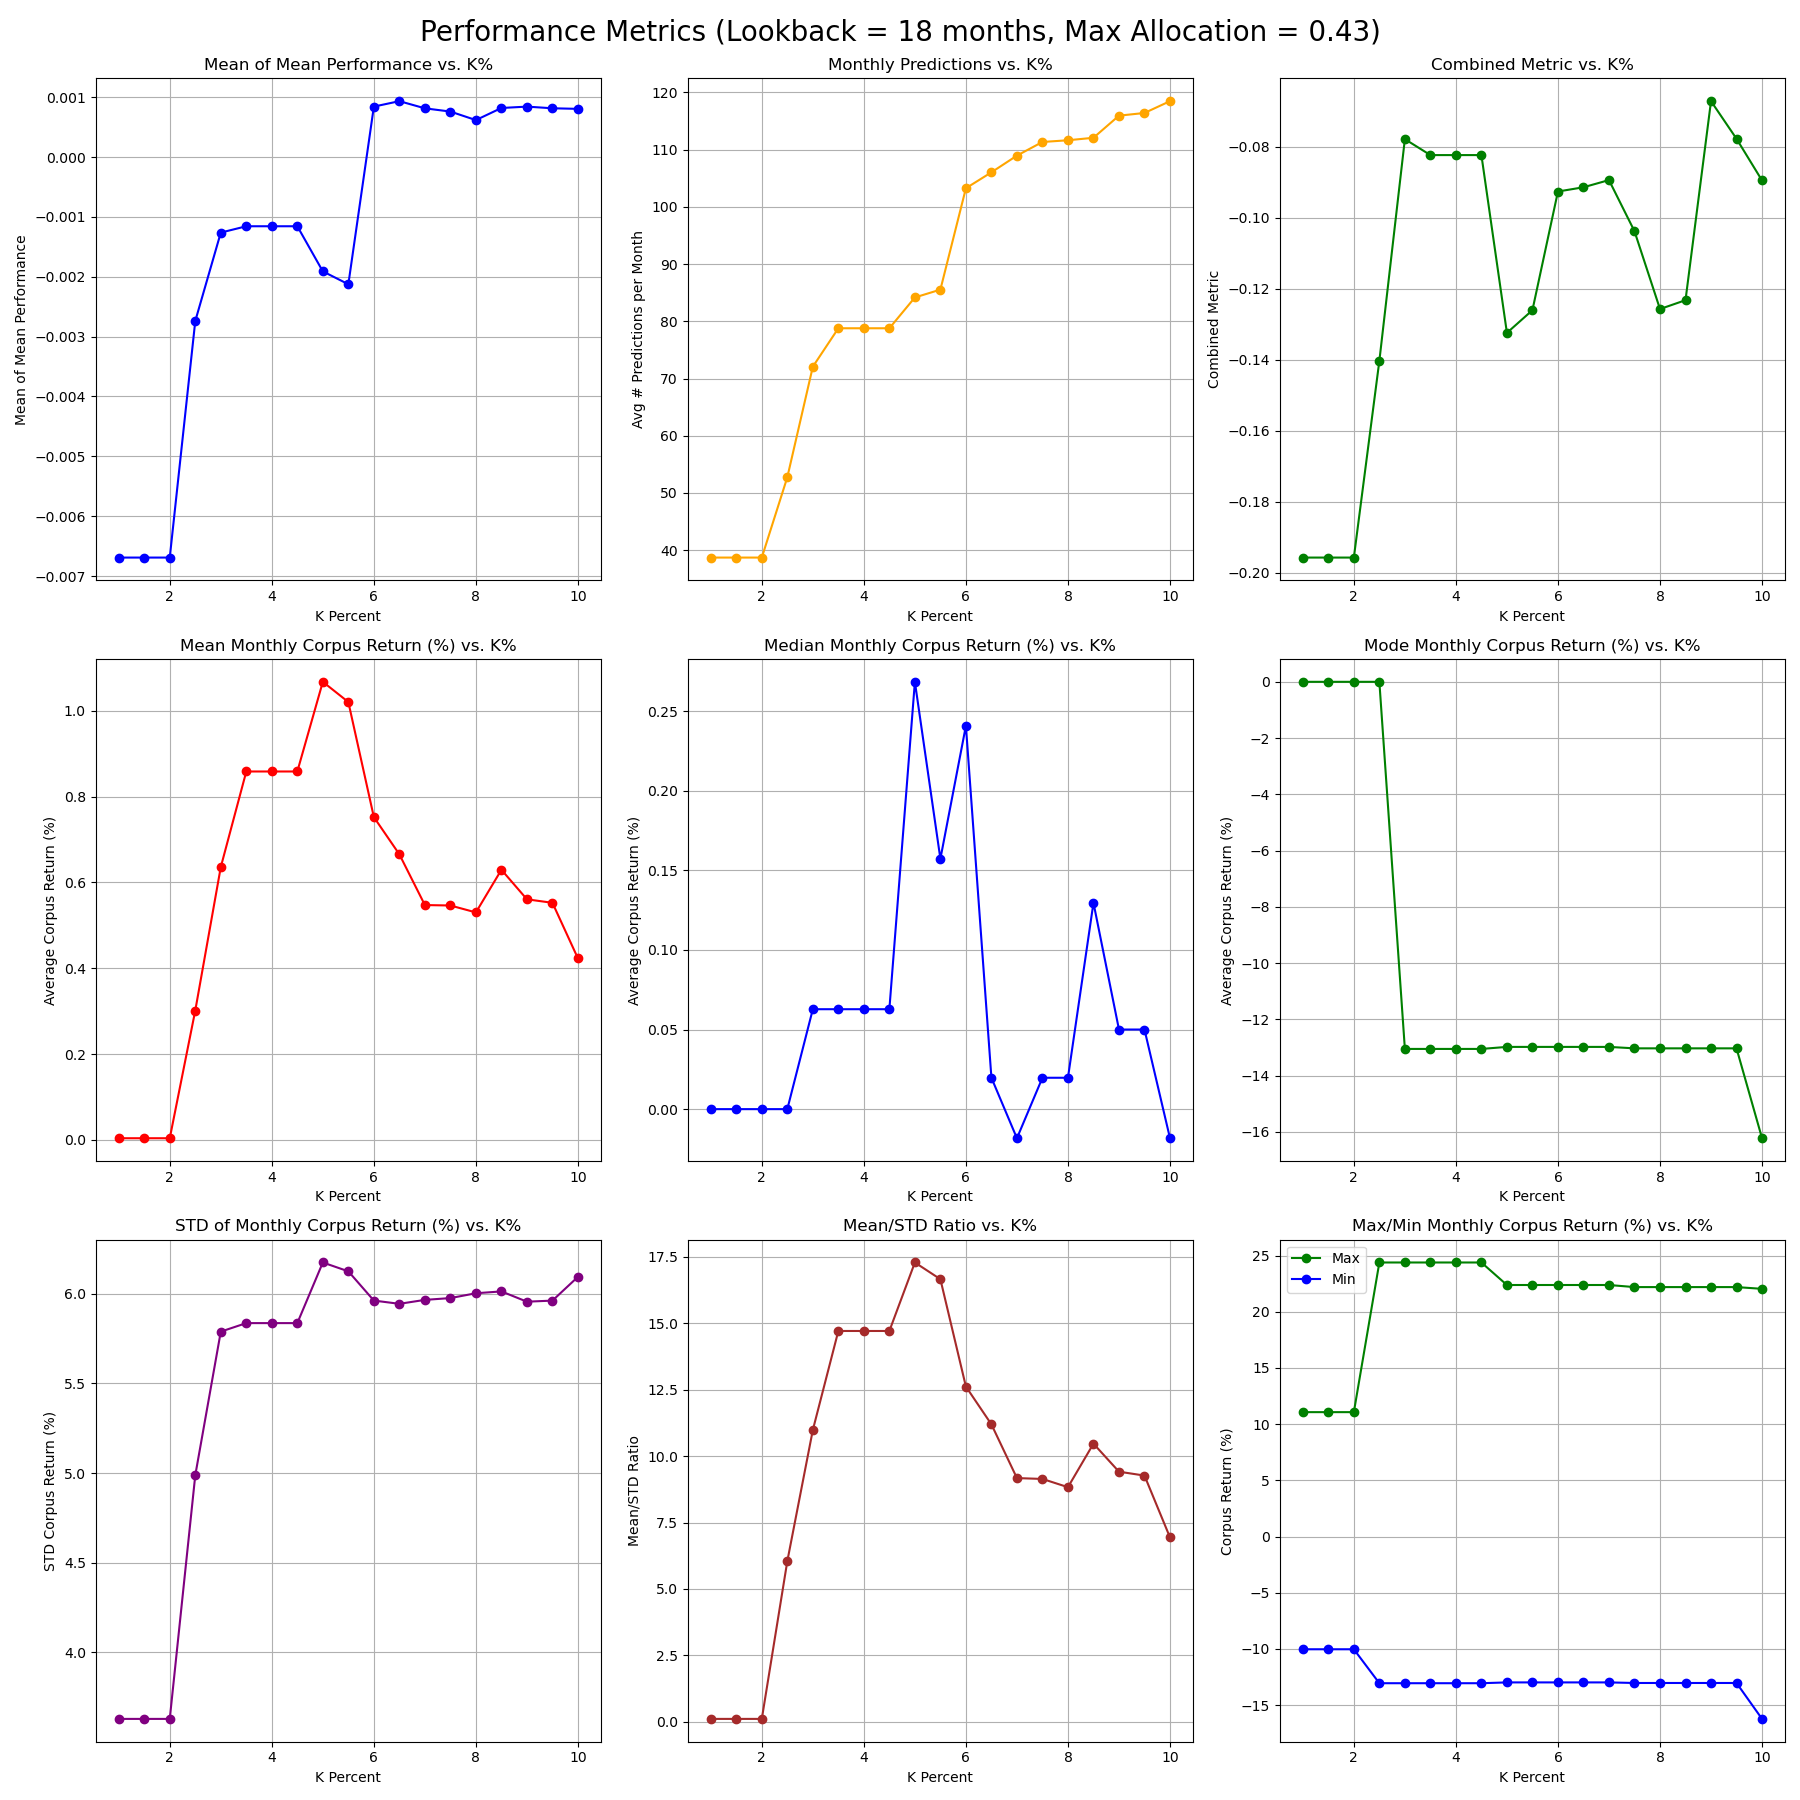 Performance Metrics (Lookback = 18 months, Max Allocation = 0.43)
Mean of Mean Performance vs. K%
Mean of Mean Performance
0.001
0.000
−0.001
−0.002
−0.003
−0.004
−0.005
−0.006
−0.007
2 4 6 8 10
K Percent
Monthly Predictions vs. K%
Avg # Predictions per Month
120
110
100
90
80
70
60
50
40
2 4 6 8 10
K Percent
Combined Metric vs. K%
Combined Metric
−0.08
−0.10
−0.12
−0.14
−0.16
−0.18
−0.20
2 4 6 8 10
K Percent
Mean Monthly Corpus Return (%) vs. K%
Average Corpus Return (%)
1.0
0.8
0.6
0.4
0.2
0.0
2 4 6 8 10
K Percent
Median Monthly Corpus Return (%) vs. K%
Average Corpus Return (%)
0.25
0.20
0.15
0.10
0.05
0.00
2 4 6 8 10
K Percent
Mode Monthly Corpus Return (%) vs. K%
Average Corpus Return (%)
0
−2
−4
−6
−8
−10
−12
−14
−16
2 4 6 8 10
K Percent
STD of Monthly Corpus Return (%) vs. K%
STD Corpus Return (%)
6.0
5.5
5.0
4.5
4.0
2 4 6 8 10
K Percent
Mean/STD Ratio vs. K%
Mean/STD Ratio
17.5
15.0
12.5
10.0
7.5
5.0
2.5
0.0
2 4 6 8 10
K Percent
Max/Min Monthly Corpus Return (%) vs. K%
Corpus Return (%)
Max
Min
25
20
15
10
5
0
−5
−10
−15
2 4 6 8 10
K Percent